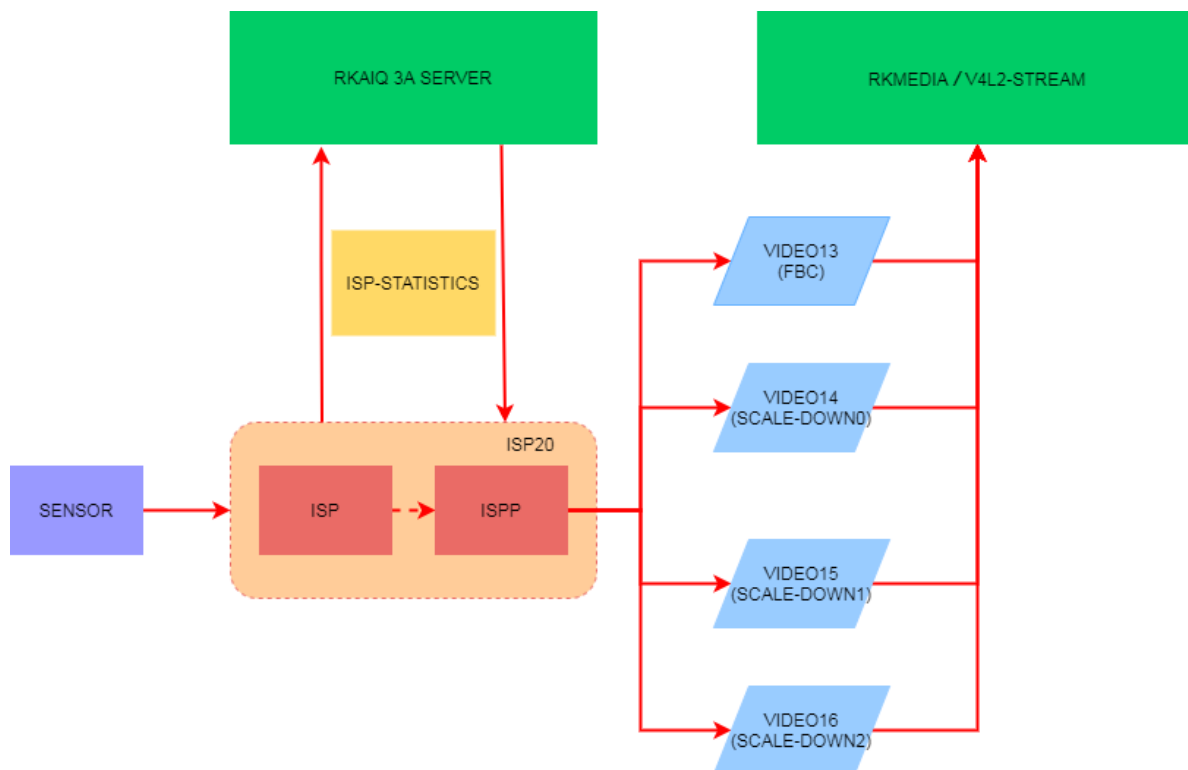 RKAIQ 3A SERVER
RKMEDIA / V4L2-STREAM
ISP-STATISTICS
VIDEO13
(FBC)
VIDEO14
(SCALE-DOWN0)
ISP20
SENSOR
ISP
ISPP
VIDEO15
(SCALE-DOWN1)
VIDEO16
(SCALE-DOWN2)